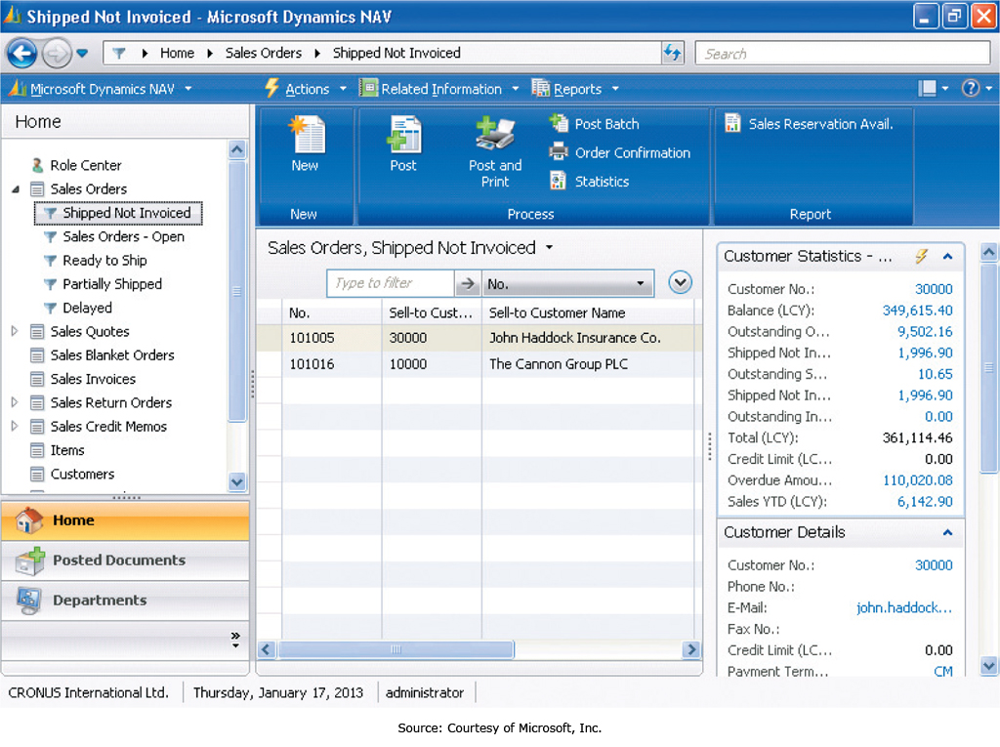 Shipped Not Invoiced - Microsoft Dynamics NAV
Home Sales Orders Shipped Not Invoiced Search
Microsoft Dynamics NAV Actions Related Information Reports
Home
Role Center
Sales Orders
Shipped Not Invoiced
Sales Orders - Open
Ready to Ship
Partially Shipped
Delayed
Sales Quotes
Sales Blanket Orders
Sales Invoices
Sales Return Orders
Sales Credit Memos
Items
Customers
Home
Posted Documents
Departments
New
New
Post
Post and
Print
Post Batch
Order Confirmation
Statistics
Process
Sales Reservation Avail.
Report
Sales Orders, Shipped Not Invoiced
Type to filter No.
No. Sell-to Cust... Sell-to Customer Name
101005 30000 John Haddock Insurance Co.
101016 10000 The Cannon Group PLC
Customer Statistics - ...
Customer No.: 30000
Balance (LCY): 349,615.40
Outstanding O... 9,502.16
Shipped Not In... 1,996.90
Outstanding S... 10.65
Shipped Not In... 1,996.90
Outstanding In... 0.00
Total (LCY): 361,114.46
Credit Limit (LC... 0.00
Overdue Amou... 110,020.08
Sales YTD (LCY): 6,142.90
Customer Details
Customer No.: 30000
Phone No.:
E-Mail: john.haddock...
Fax No.:
Credit Limit (LC... 0.00
Payment Term... CM
CRONUS International Ltd. Thursday, January 17, 2013 administrator
Source: Courtesy of Microsoft, Inc.